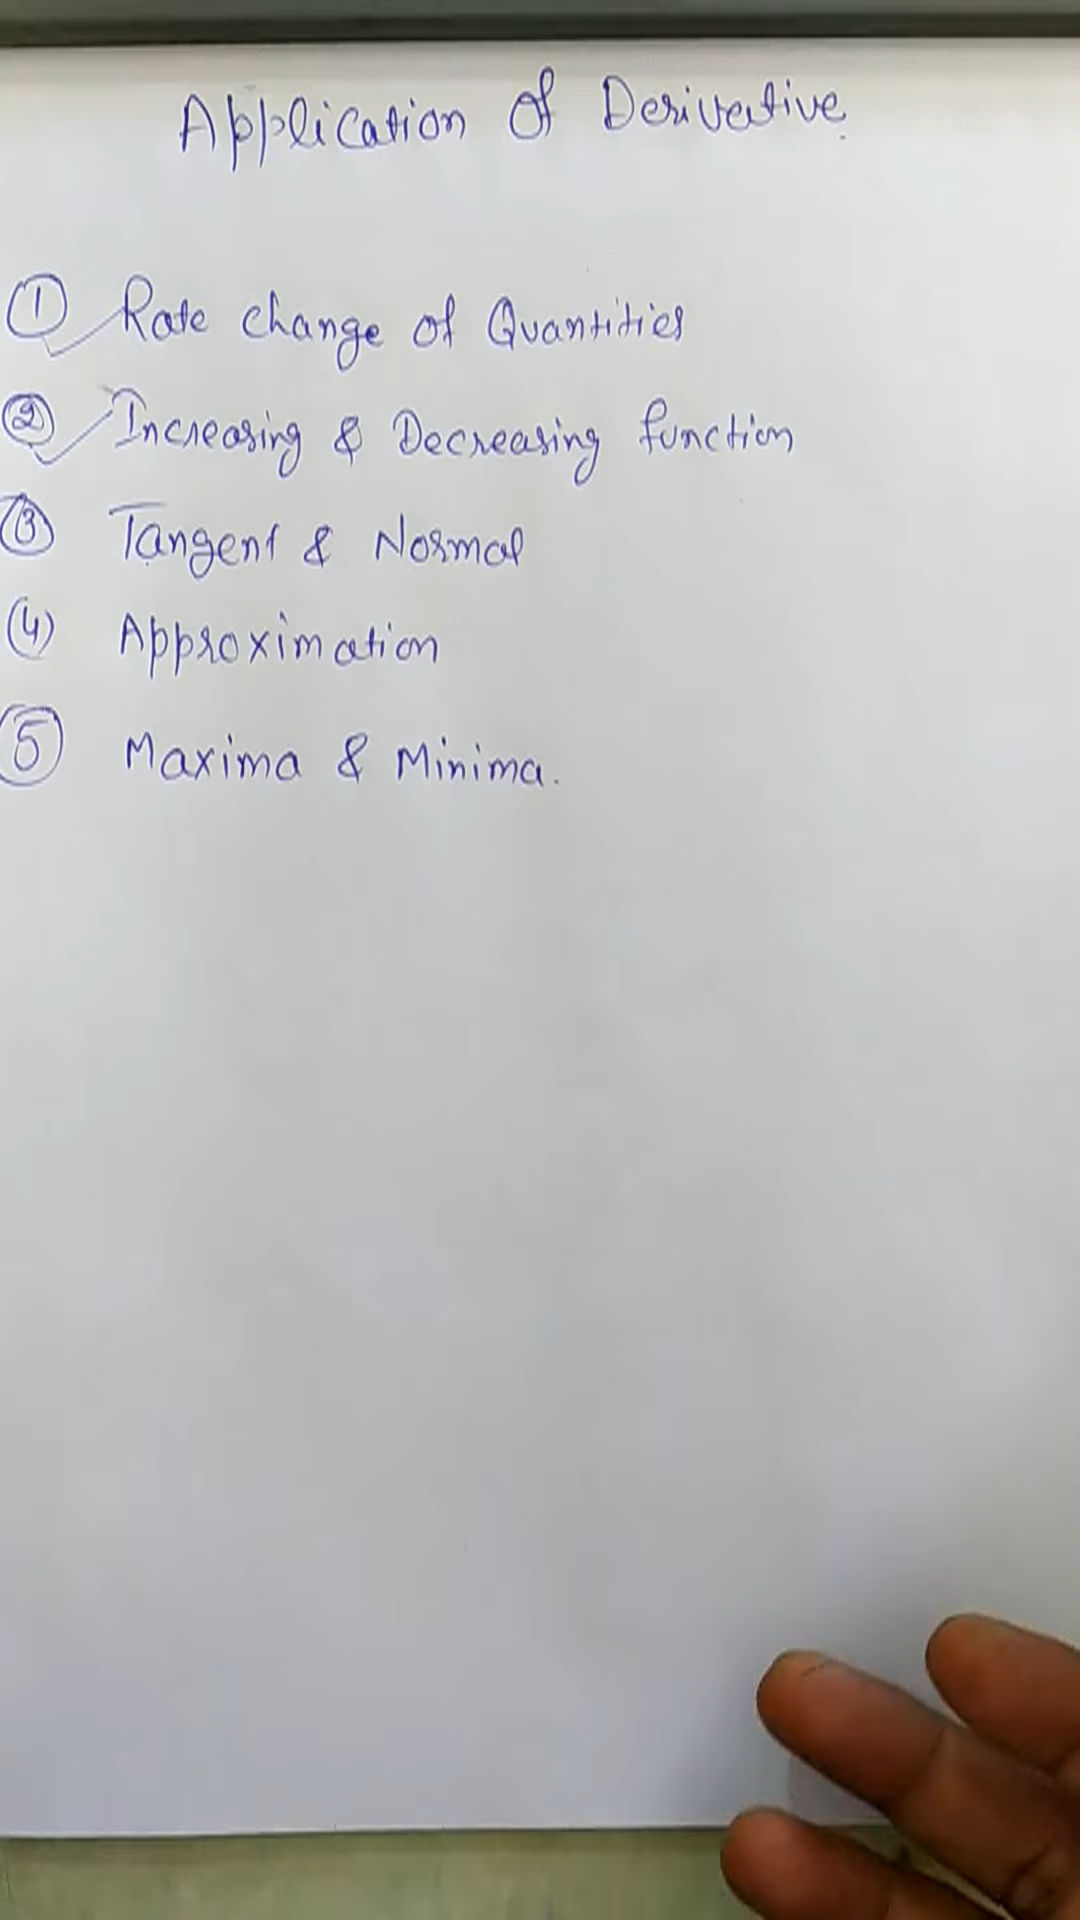 Application Of Derivative
① Rate change of Quantities
② Increasing & Decreasing function
③ Tangent & Normal
④ Approximation
⑤ Maxima & Minima.